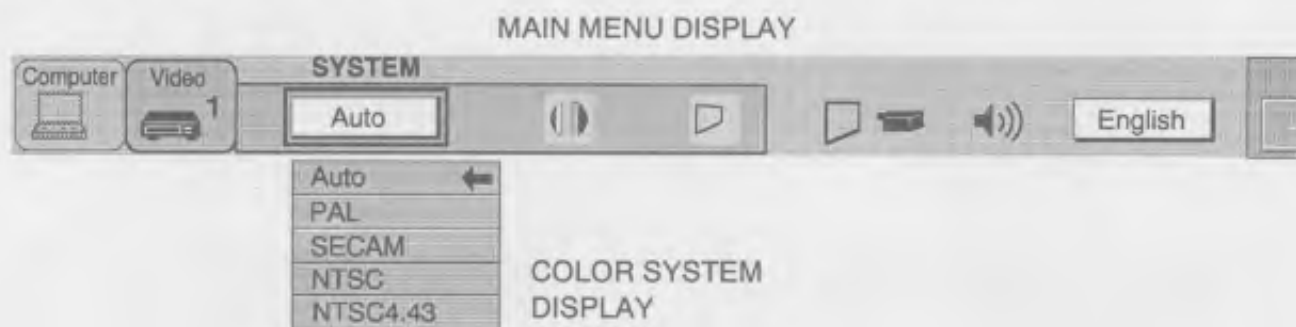 MAIN MENU DISPLAY
SYSTEM
Computer Video 1 Auto English
Auto
PAL
SECAM
NTSC
NTSC4.43
COLOR SYSTEM
DISPLAY